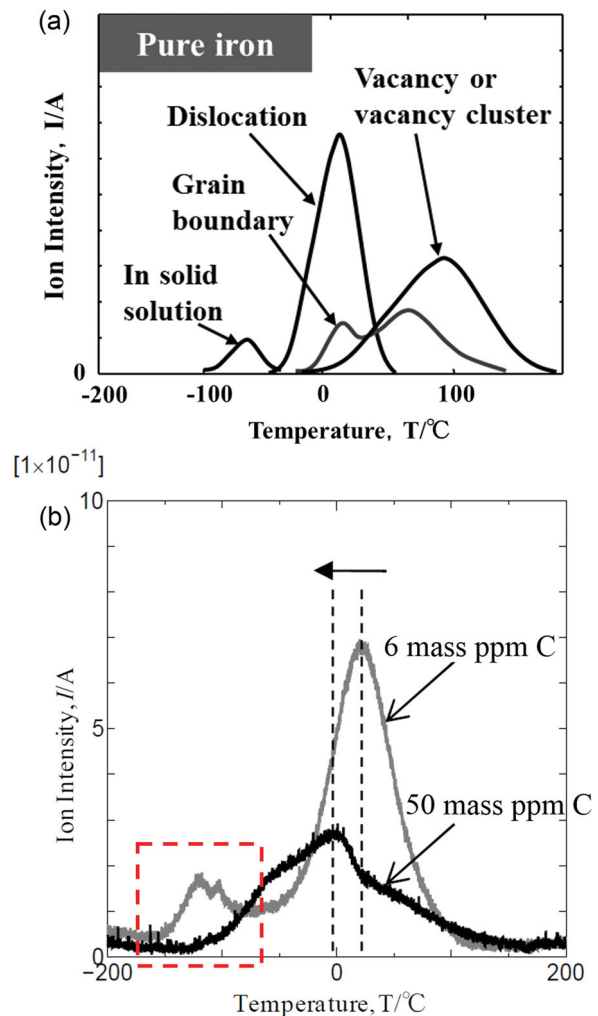 (a)
Pure iron
Vacancy or
vacancy cluster
Dislocation
Grain
boundary
In solid
solution
Ion Intensity, I/A
0
-200
-100
0
100
Temperature, T/℃
[1×10⁻¹¹]
(b)
10
5
0
6 mass ppm C
50 mass ppm C
Ion Intensity, I/A
−200
0
200
Temperature, T/℃